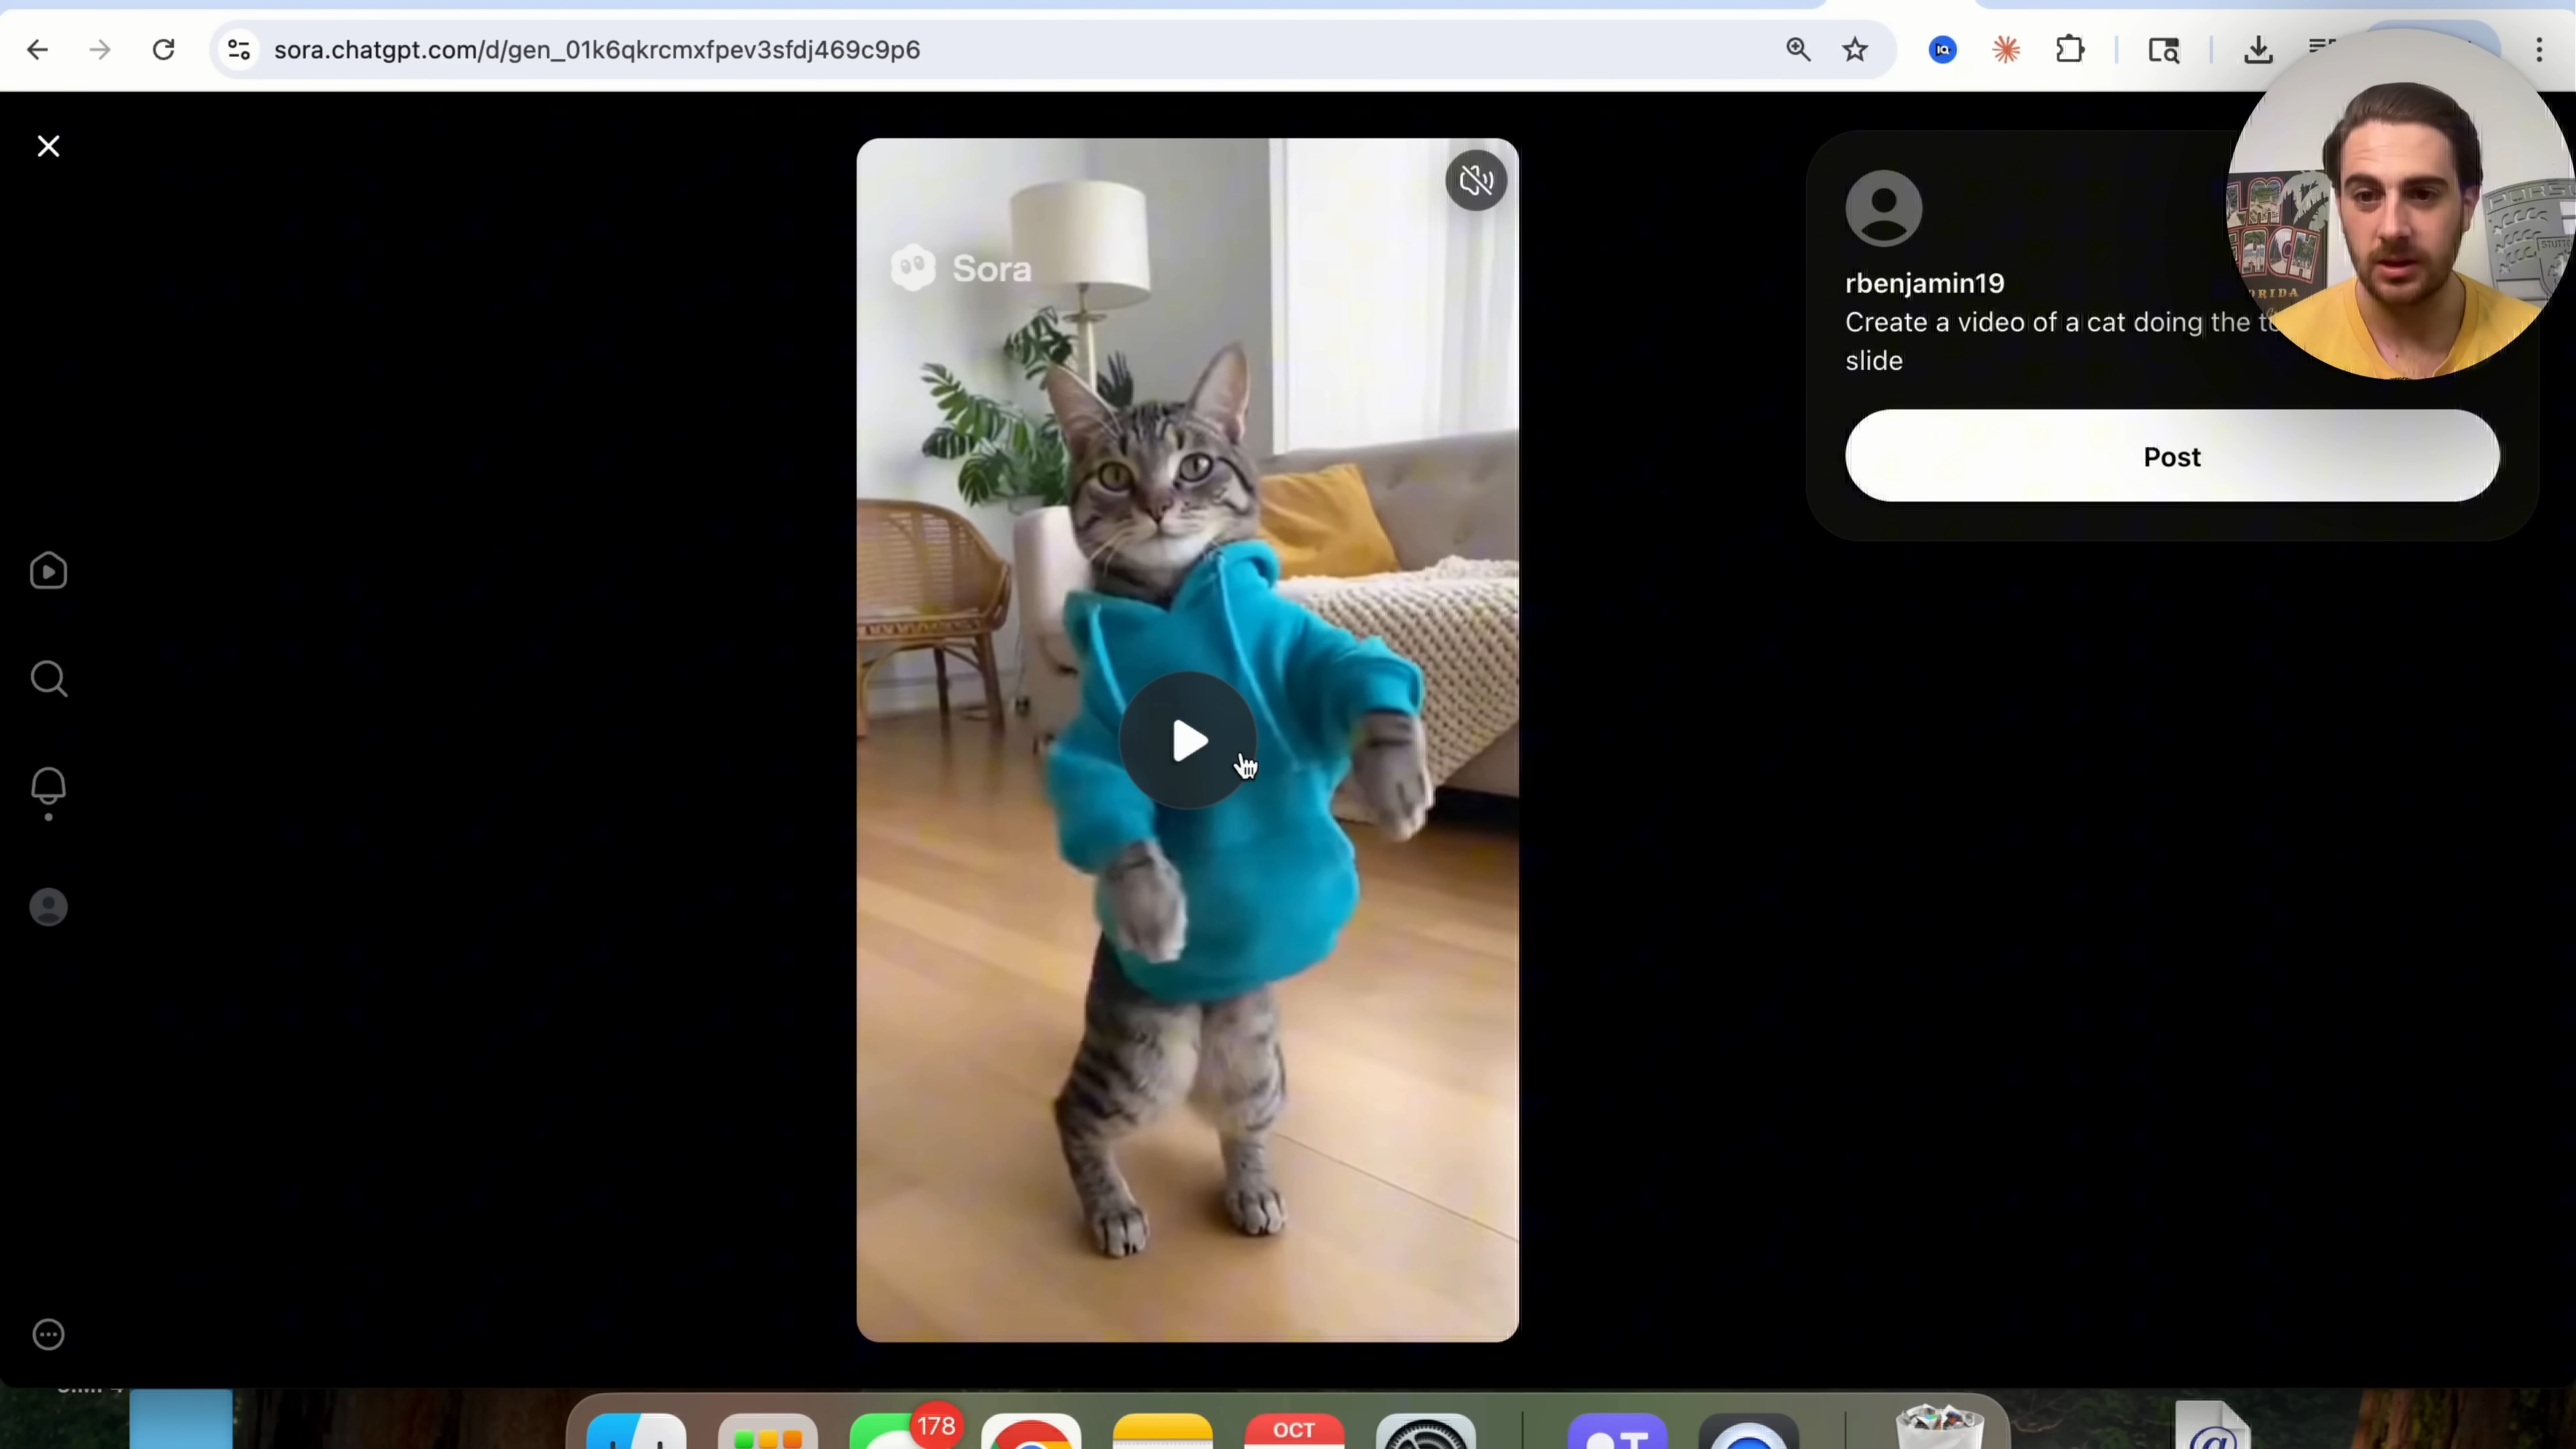 sora.chatgpt.com/d/gen_01k6qkrcmxfpev3sfdj469c9p6
Sora
rbenjamin19
Create a video of a cat doing the
slide
Post
178
OCT